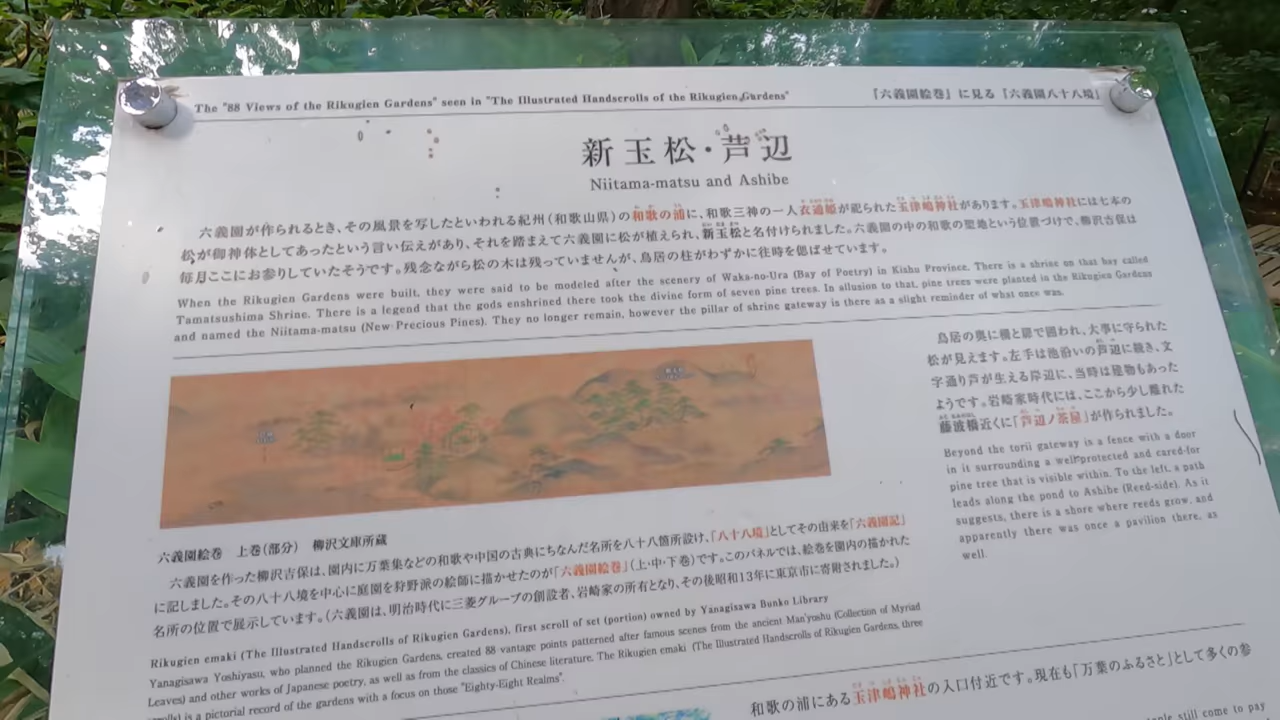 The "88 Views of the Rikugien Gardens" seen in "The Illustrated Handscrolls of the Rikugien Gardens"
『六義園絵巻』に見る『六義園八十八境』
新玉松・芦辺
Niitama-matsu and Ashibe
六義園が作られるとき、その風景を写したといわれる紀州(和歌山県)の和歌の浦に、和歌三神の一人衣通姫が祀られた玉津嶋神社があります。玉津嶋神社には七本の
松が御神体としてあったという言い伝えがあり、それを踏まえて六義園に松が植えられ、新玉松と名付けられました。六義園の中の和歌の聖地という位置づけで、柳沢吉保は
毎月ここにお参りしていたそうです。残念ながら松の木は残っていませんが、鳥居の柱がわずかに往時を偲ばせています。
When the Rikugien Gardens were built, they were said to be modeled after the scenery of Waka-no-Ura (Bay of Poetry) in Kishu Province. There is a shrine on that bay called
Tamatsushima Shrine. There is a legend that the gods enshrined there took the divine form of seven pine trees. In allusion to that, pine trees were planted in the Rikugien Gardens
and named the Niitama-matsu (New Precious Pines). They no longer remain, however the pillar of shrine gateway is there as a slight reminder of what once was.
鳥居の奥に柵と扉で囲われ、大事に守られた
松が見えます。左手は池沿いの芦辺に続き、文
字通り芦が生える岸辺に、当時は建物もあった
ようです。岩崎家時代には、ここから少し離れた
藤波橋近くに「芦辺ノ茶屋」が作られました。
Beyond the torii gateway is a fence with a door
in it surrounding a well-protected and cared-for
pine tree that is visible within. To the left, a path
leads along the pond to Ashibe (Reed-side). As it
suggests, there is a shore where reeds grow, and
apparently there was once a pavilion there, as
well.
六義園絵巻 上巻(部分) 柳沢文庫所蔵
六義園を作った柳沢吉保は、園内に万葉集などの和歌や中国の古典にちなんだ名所を八十八箇所設け、「八十八境」としてその由来を「六義園記」
に記しました。その八十八境を中心に庭園を狩野派の絵師に描かせたのが「六義園絵巻」(上・中・下巻)です。このパネルでは、絵巻を園内の描かれた
名所の位置で展示しています。(六義園は、明治時代に三菱グループの創設者、岩崎家の所有となり、その後昭和13年に東京市に寄附されました。)
Rikugien emaki (The Illustrated Handscrolls of Rikugien Gardens), first scroll of set (portion) owned by Yanagisawa Bunko Library
Yanagisawa Yoshiyasu, who planned the Rikugien Gardens, created 88 vantage points patterned after famous scenes from the ancient Man'yoshu (Collection of Myriad
Leaves) and other works of Japanese poetry, as well as from the classics of Chinese literature. The Rikugien emaki (The Illustrated Handscrolls of Rikugien Gardens, three
scrolls) is a pictorial record of the gardens with a focus on those "Eighty-Eight Realms".
和歌の浦にある玉津嶋神社の入口付近です。現在も「万葉のふるさと」として多くの参
people still come to pay